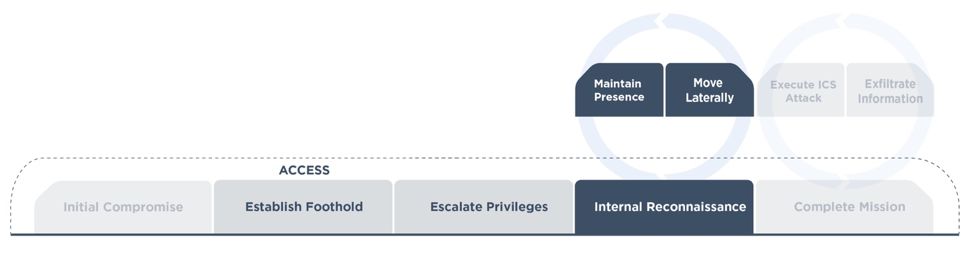 Maintain
Presence
Move
Laterally
Execute ICS
Attack
Exfiltrate
Information
ACCESS
Initial Compromise
Establish Foothold
Escalate Privileges
Internal Reconnaissance
Complete Mission